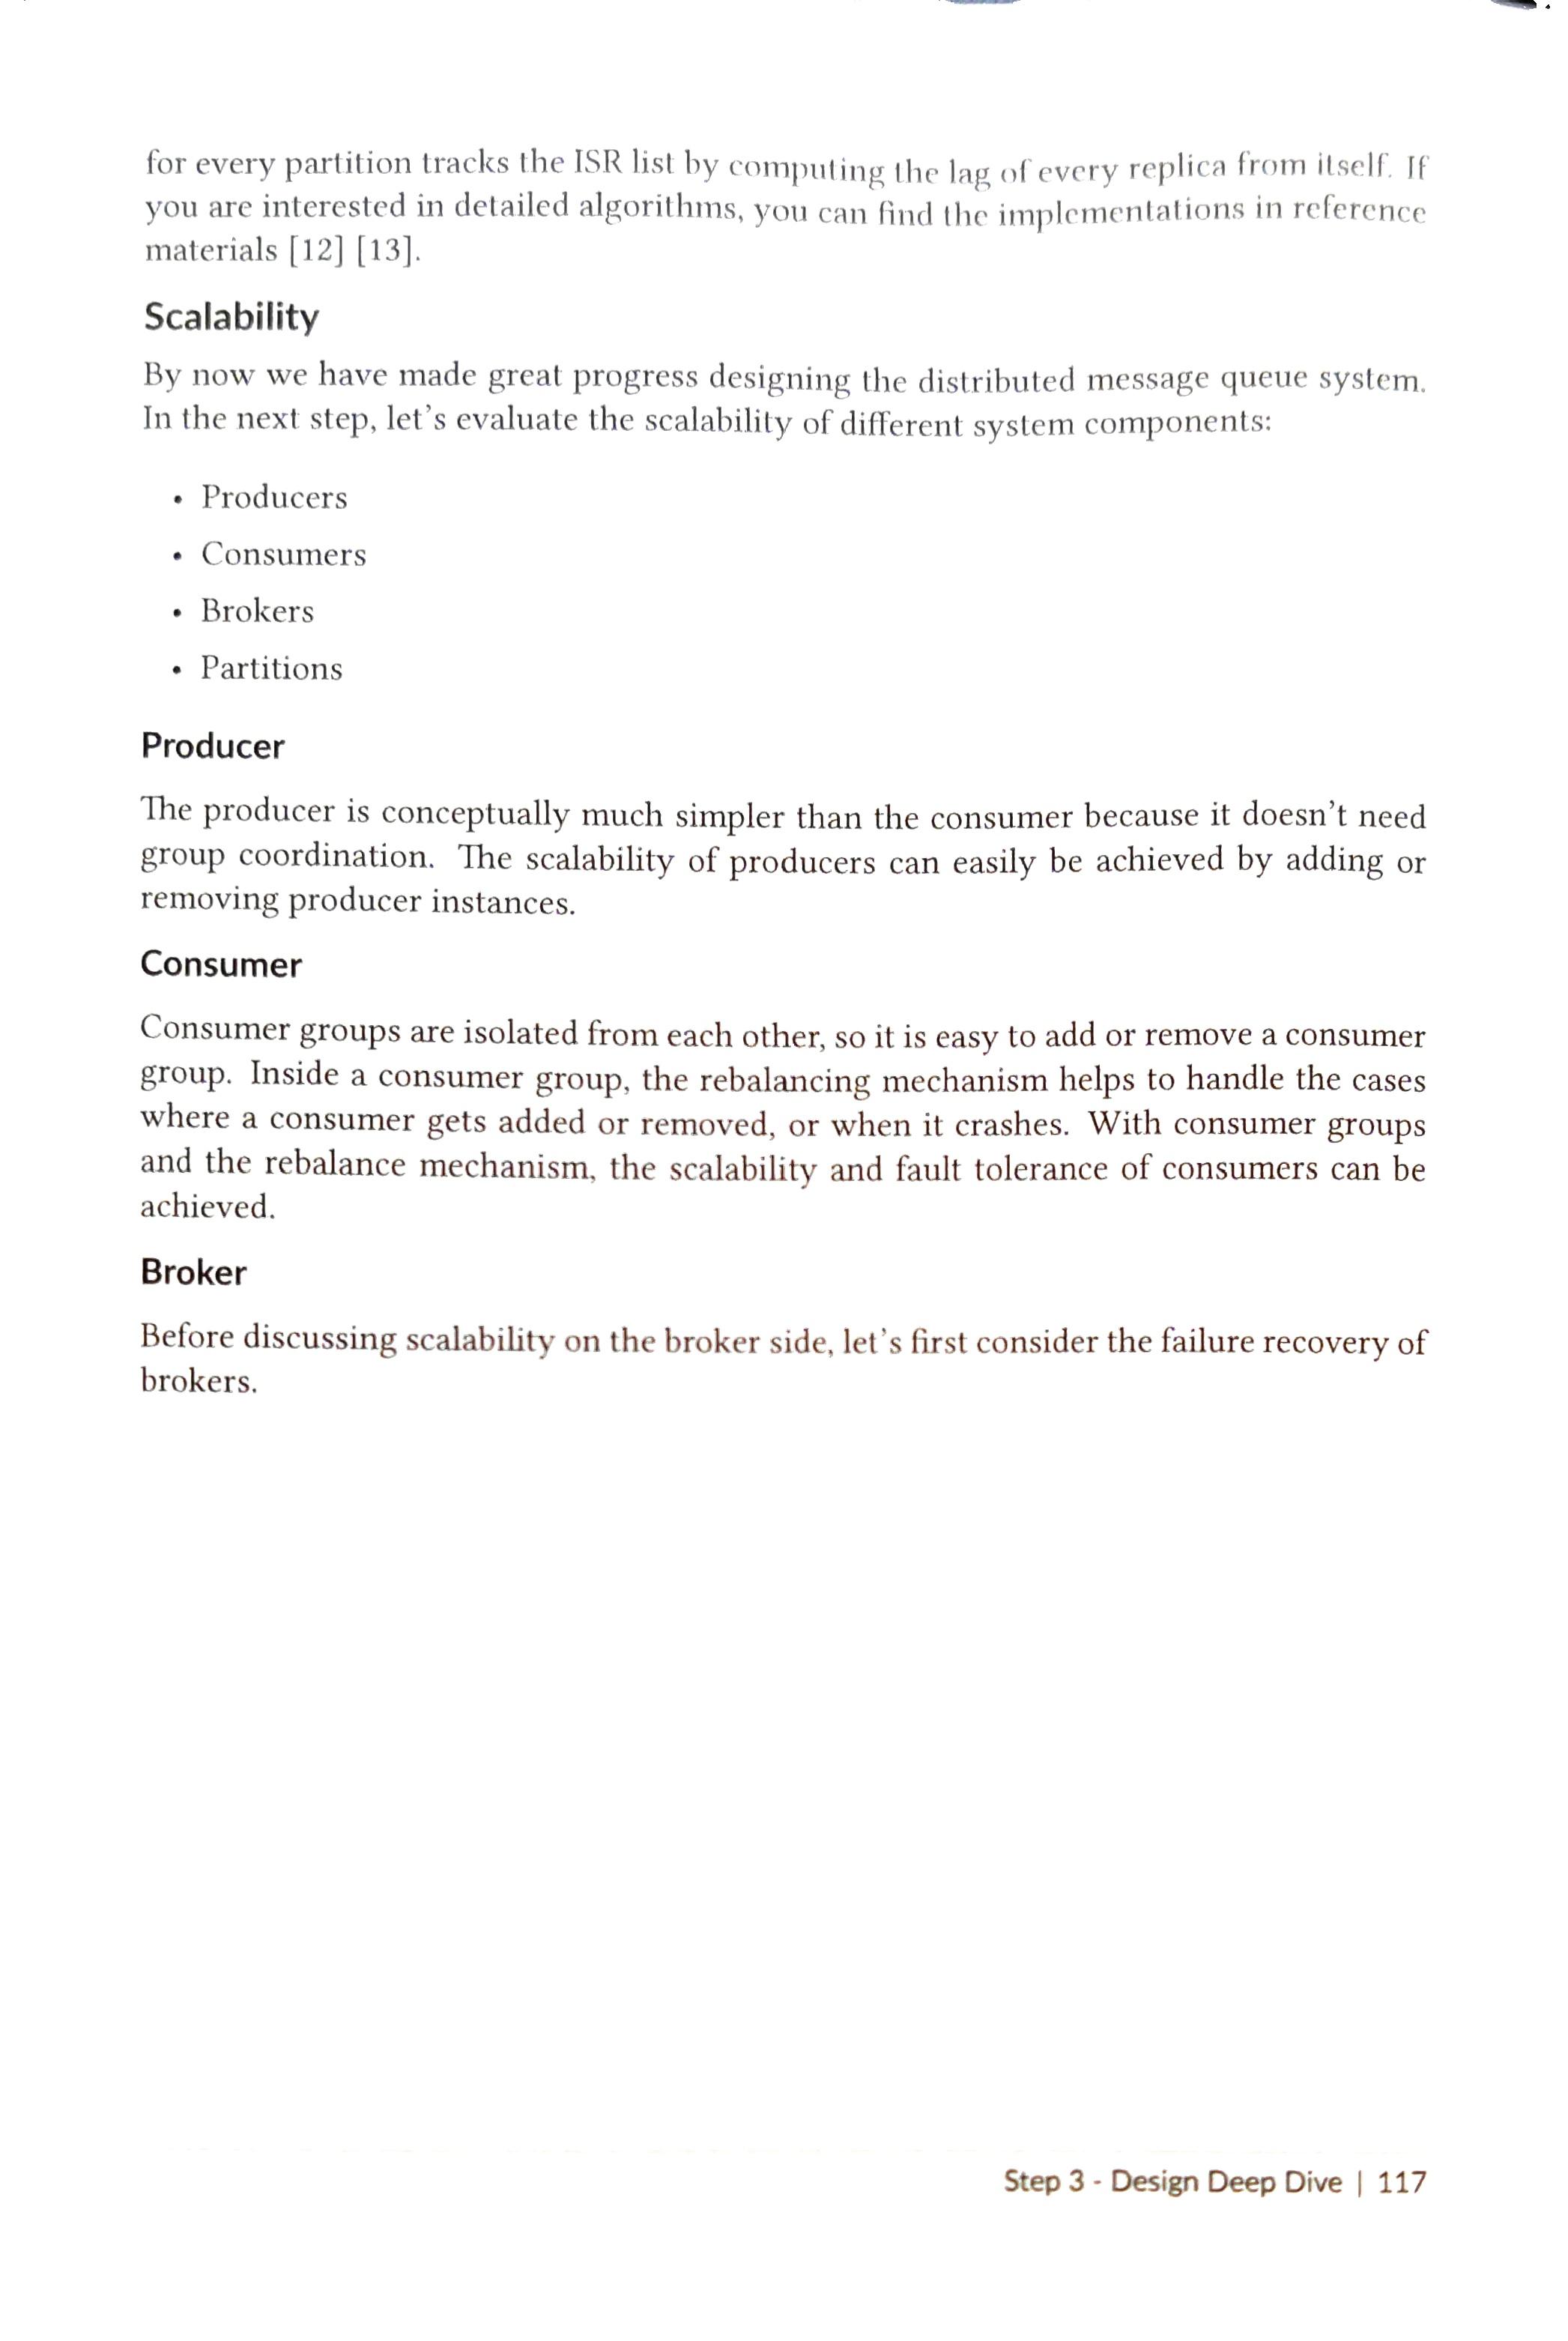 for every partition tracks the ISR list by computing the lag of every replica from itself. If
you are interested in detailed algorithms, you can find the implementations in reference
materials [12] [13].
Scalability
By now we have made great progress designing the distributed message queue system.
In the next step, let's evaluate the scalability of different system components:
• Producers
• Consumers
• Brokers
• Partitions
Producer
The producer is conceptually much simpler than the consumer because it doesn't need
group coordination. The scalability of producers can easily be achieved by adding or
removing producer instances.
Consumer
Consumer groups are isolated from each other, so it is easy to add or remove a consumer
group. Inside a consumer group, the rebalancing mechanism helps to handle the cases
where a consumer gets added or removed, or when it crashes. With consumer groups
and the rebalance mechanism, the scalability and fault tolerance of consumers can be
achieved.
Broker
Before discussing scalability on the broker side, let's first consider the failure recovery of
brokers.
Step 3 - Design Deep Dive | 117